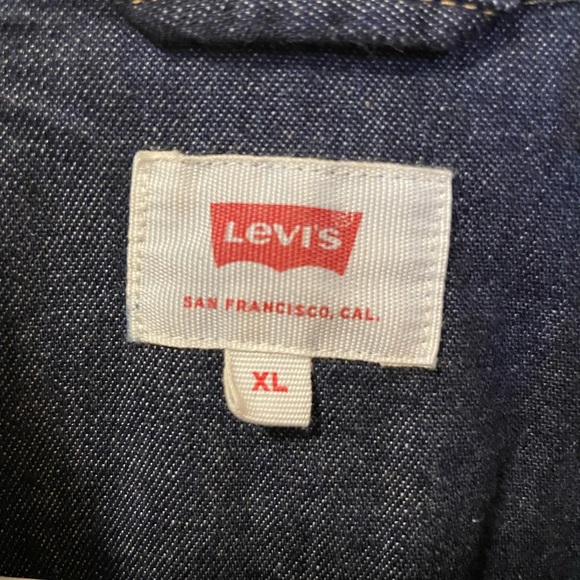 Levi's
SAN FRANCISCO, CAL.
XL